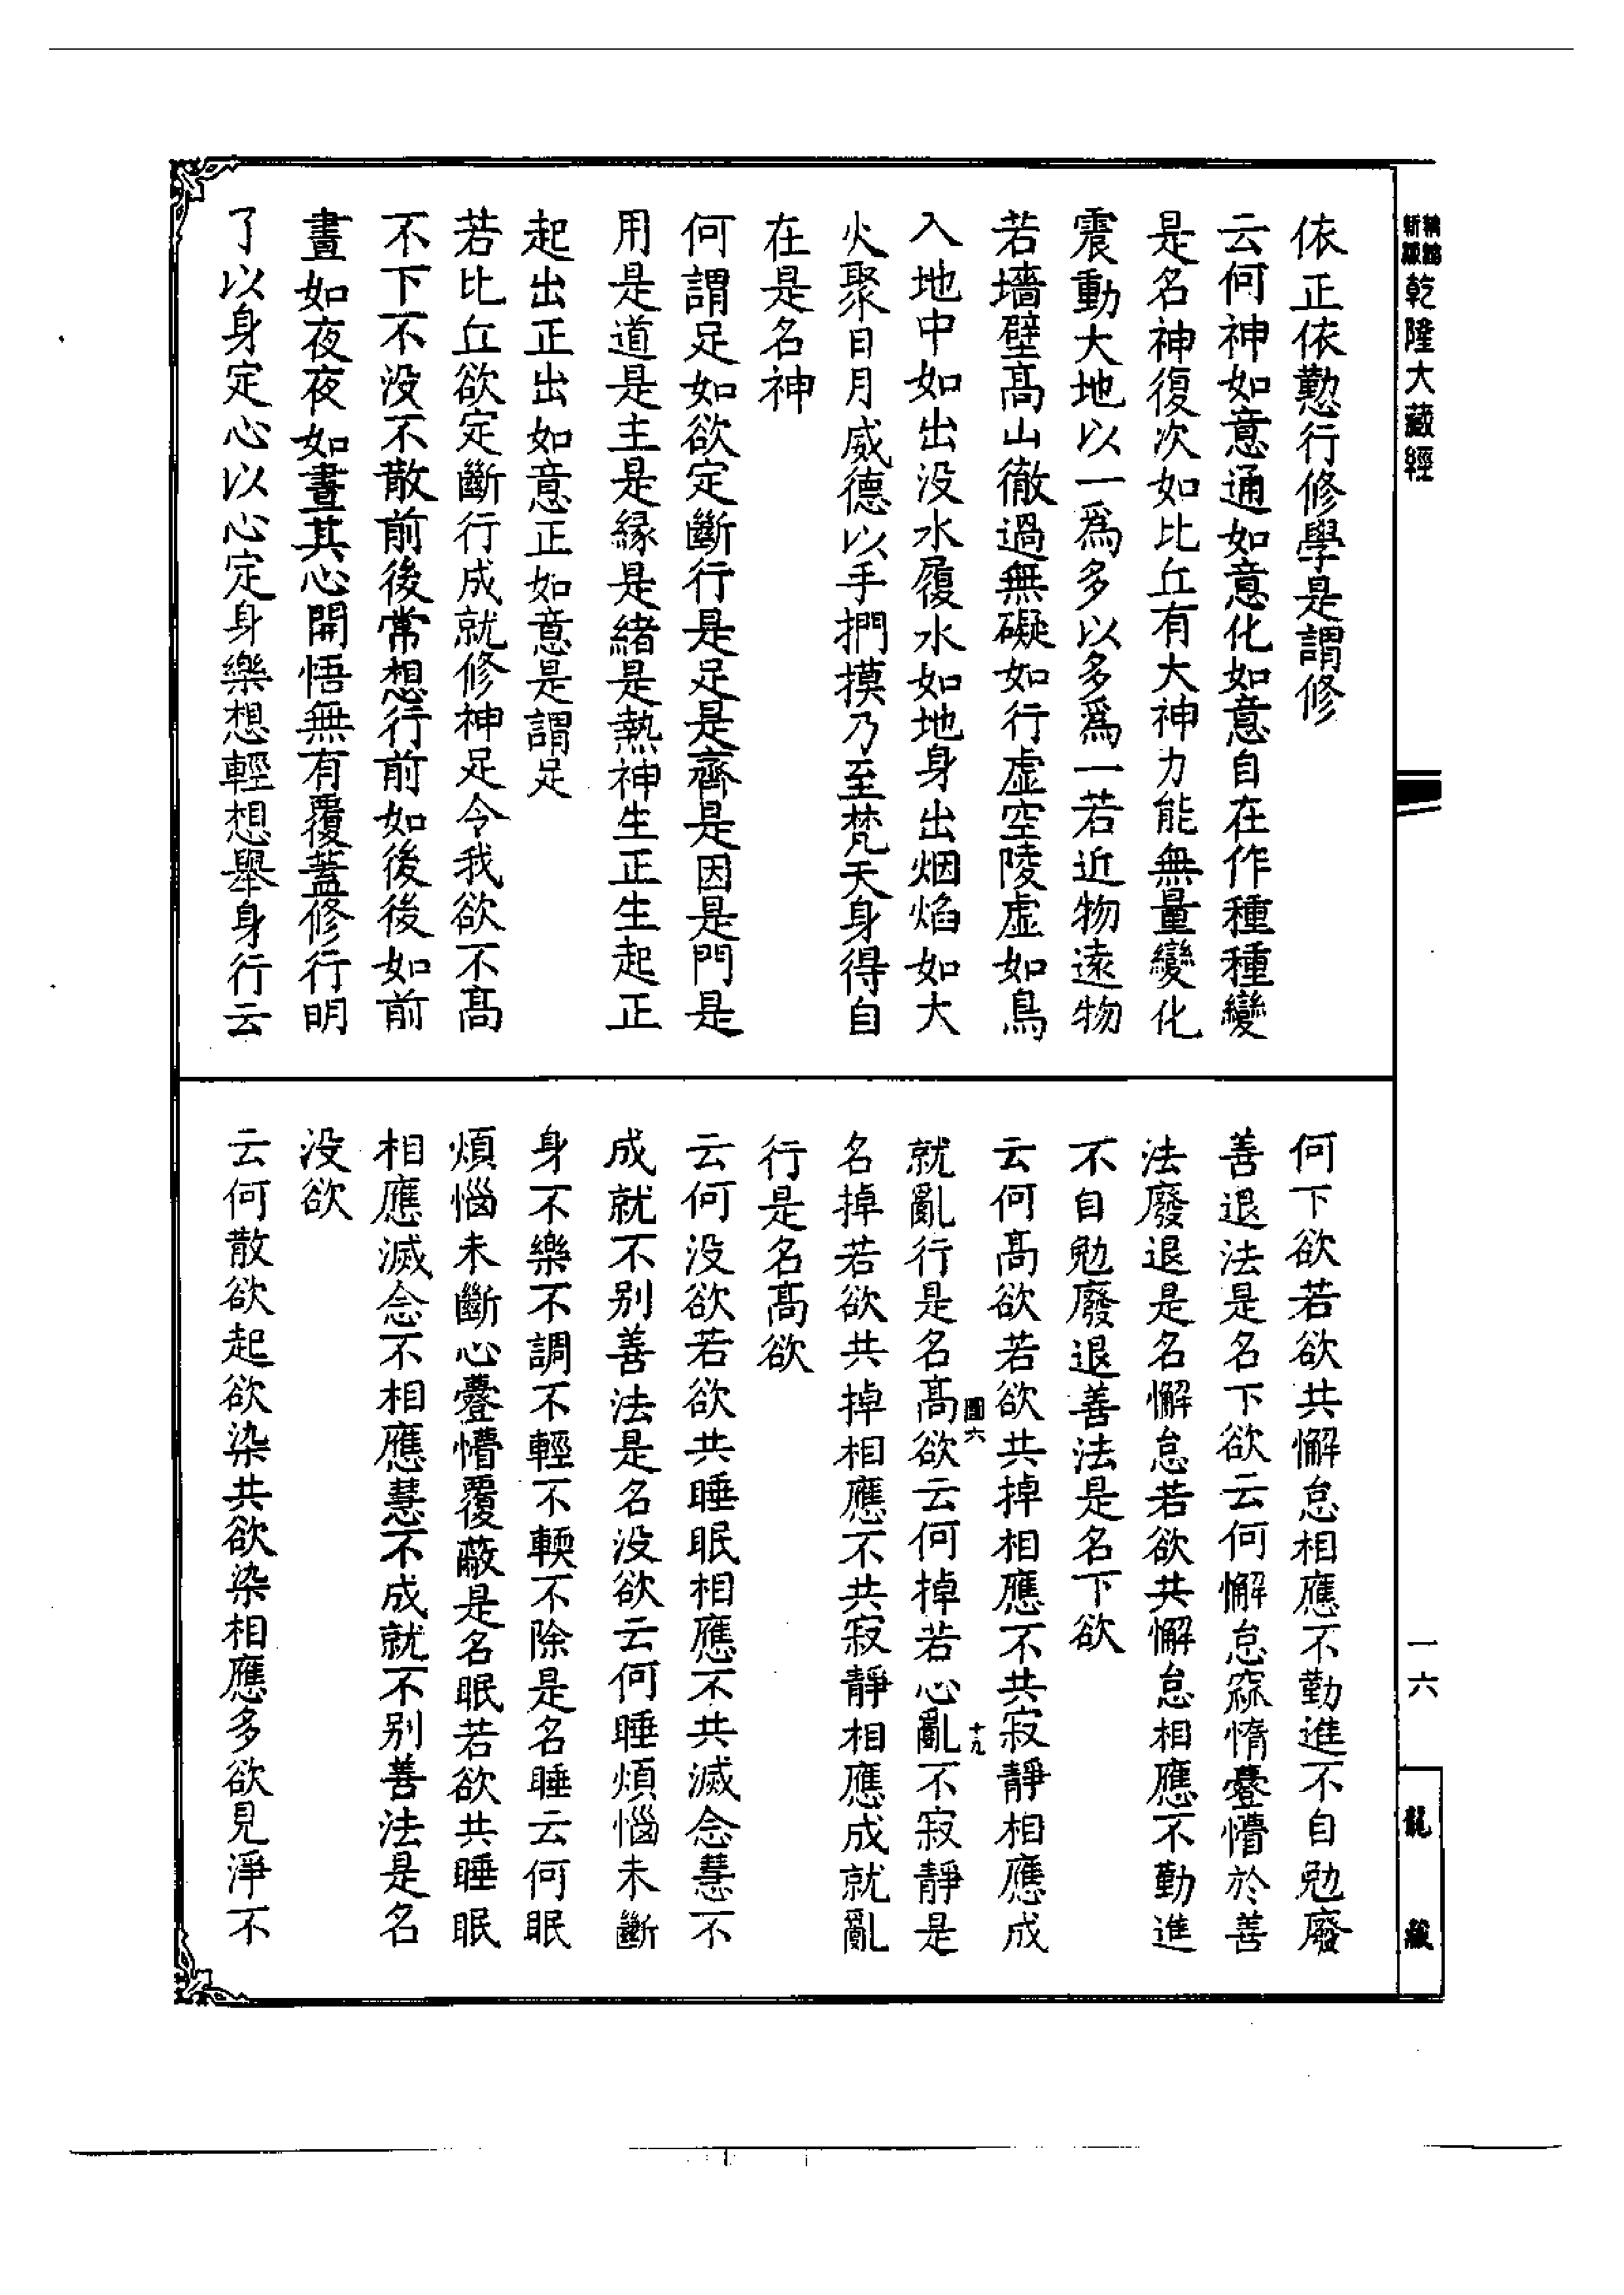 乾隆大藏經
依正依懃行修學是謂修
云何神如意通如意化如意自在作種種變
是名神復次如比丘有大神力能無量變化
震動大地以一爲多以多爲一若近物遠物
若墻壁髙山徹過無礙如行虚空陵虚如鳥
入地中如出没水履水如地身出烟焰如大
火聚日月威德以手捫摸乃至梵天身得自
在是名神
何謂足如欲定斷行是足是齊是因是門是
用是道是主是緣是緒是熱神生正生起正
起出正出如意正如意是謂足
若比丘欲定斷行成就修神足令我欲不髙
不下不没不散前後常想行前如後後如前
晝如夜夜如晝其心開悟無有覆蓋修行明
了以身定心以心定身樂想輕想舉身行云
何下欲若欲共懈怠相應不勤進不自勉廢
善退法是名下欲云何懈怠窳惰㝫懵於善
法廢退是名懈怠若欲共懈怠相應不勤進
不自勉廢退善法是名下欲
云何髙欲若欲共掉相應不共寂靜相應成
就亂行是名髙欲云何掉若心亂不寂靜是
名掉若欲共掉相應不共寂靜相應成就亂
行是名髙欲
云何没欲若欲共睡眠相應不共滅念慧不
成就不别善法是名没欲云何睡煩惱未斷
身不樂不調不輕不輭不除是名睡云何眠
煩惱未斷心懵覆蔽是名眠若欲共睡眠
相應滅念不相應慧不成就不别善法是名
没欲
云何散欲起欲染共欲染相應多欲見淨不
圖六
十九
一六
龍藏